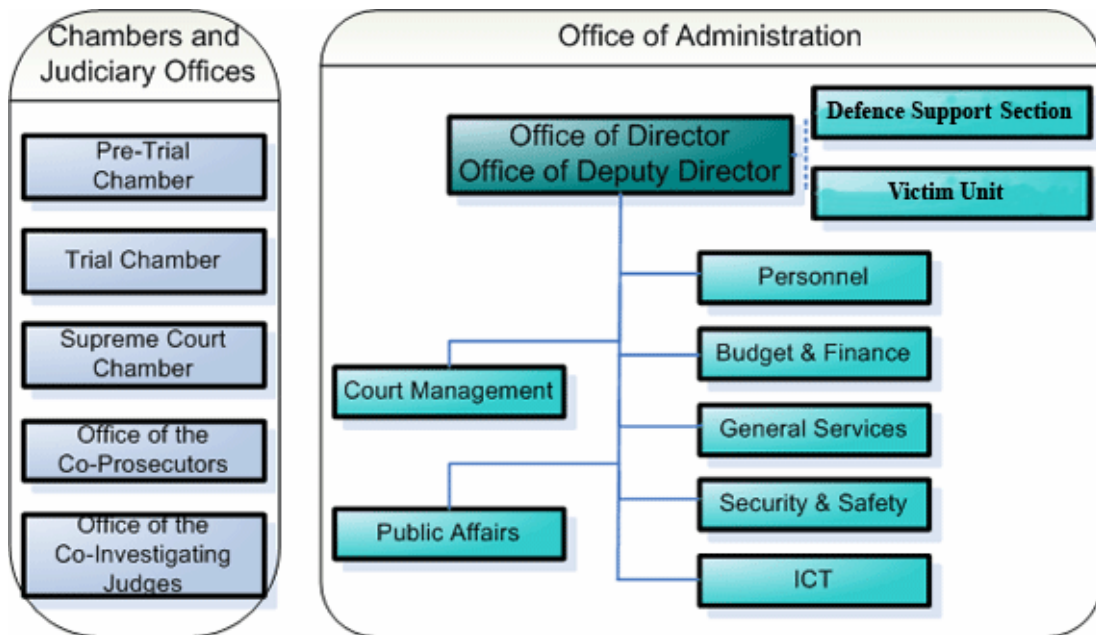 Chambers and
Judiciary Offices
Pre-Trial
Chamber
Trial Chamber
Supreme Court
Chamber
Office of the
Co-Prosecutors
Office of the
Co-Investigating
Judges
Office of Administration
Office of Director
Office of Deputy Director
Defence Support Section
Victim Unit
Personnel
Budget & Finance
Court Management
General Services
Security & Safety
Public Affairs
ICT